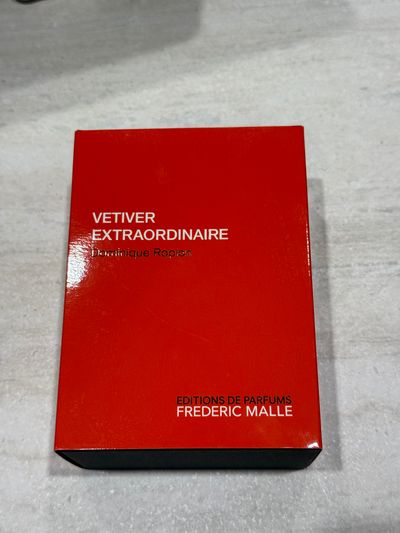 VETIVER
EXTRAORDINAIRE
Dominique Ropion
EDITIONS DE PARFUMS
FREDERIC MALLE